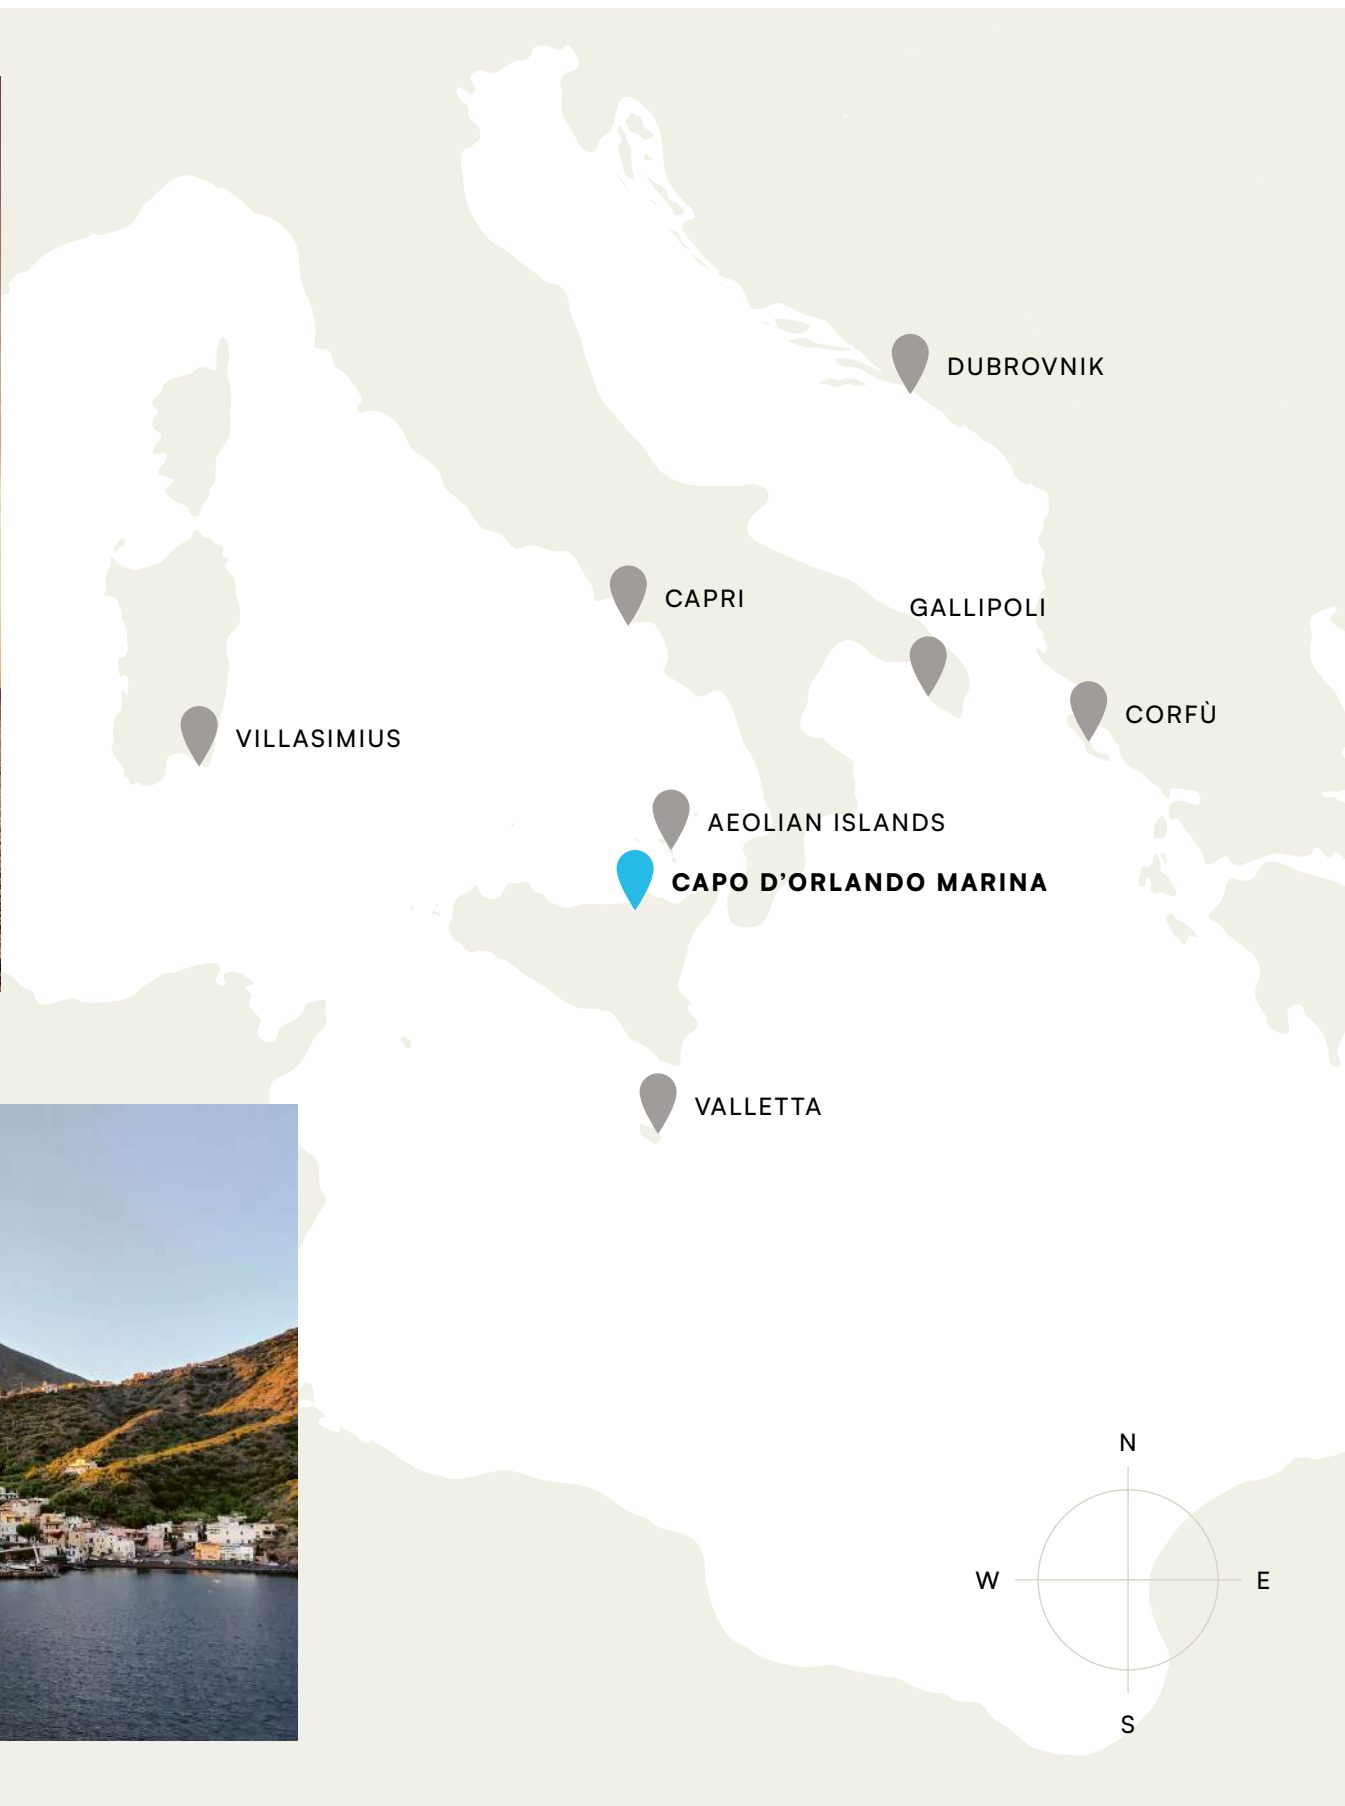 DUBROVNIK
CAPRI
GALLIPOLI
CORFÙ
VILLASIMIUS
AEOLIAN ISLANDS
CAPO D’ORLANDO MARINA
VALLETTA
N
W
E
S